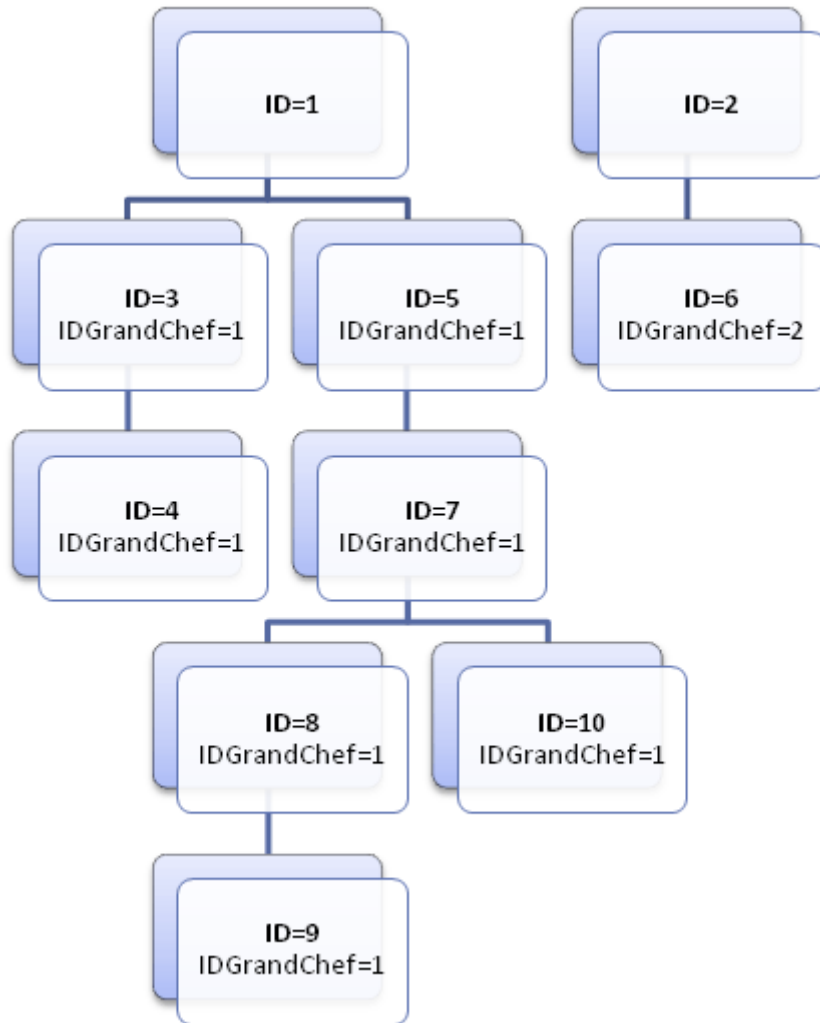 ID=1
ID=2
ID=3
IDGrandChef=1
ID=5
IDGrandChef=1
ID=6
IDGrandChef=2
ID=4
IDGrandChef=1
ID=7
IDGrandChef=1
ID=8
IDGrandChef=1
ID=10
IDGrandChef=1
ID=9
IDGrandChef=1